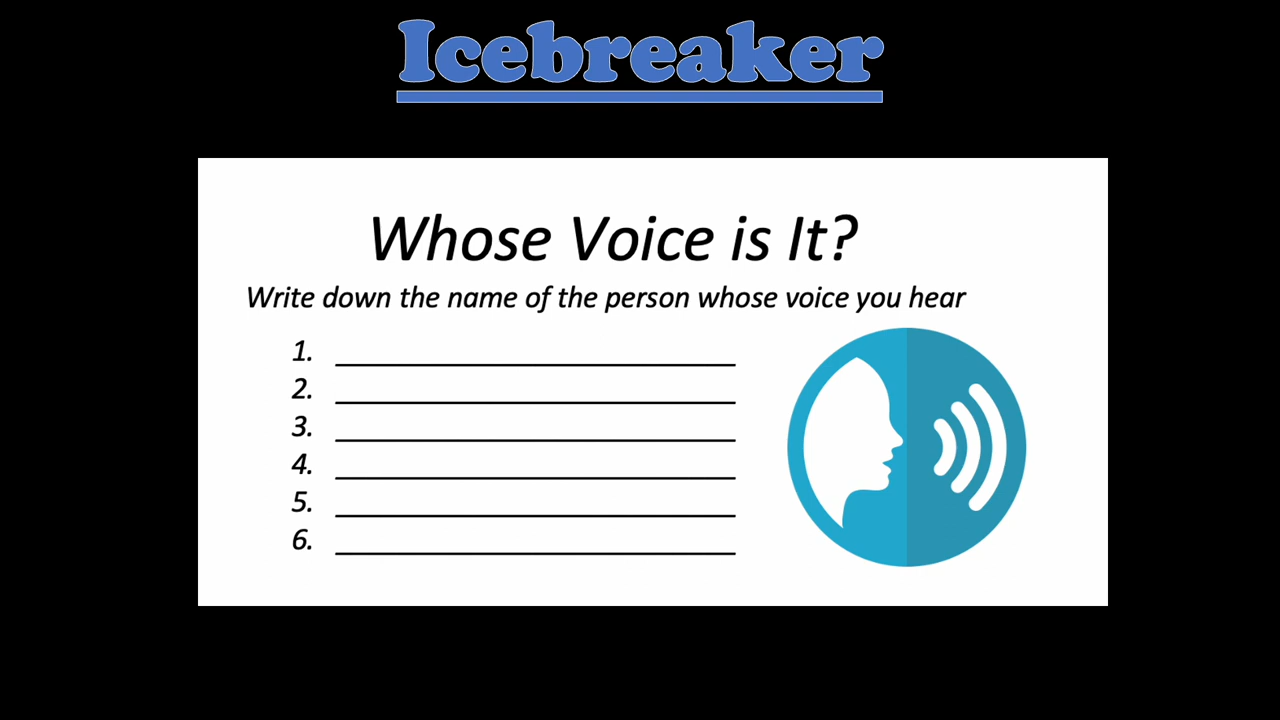 Icebreaker
Whose Voice is It?
Write down the name of the person whose voice you hear
1.
2.
3.
4.
5.
6.